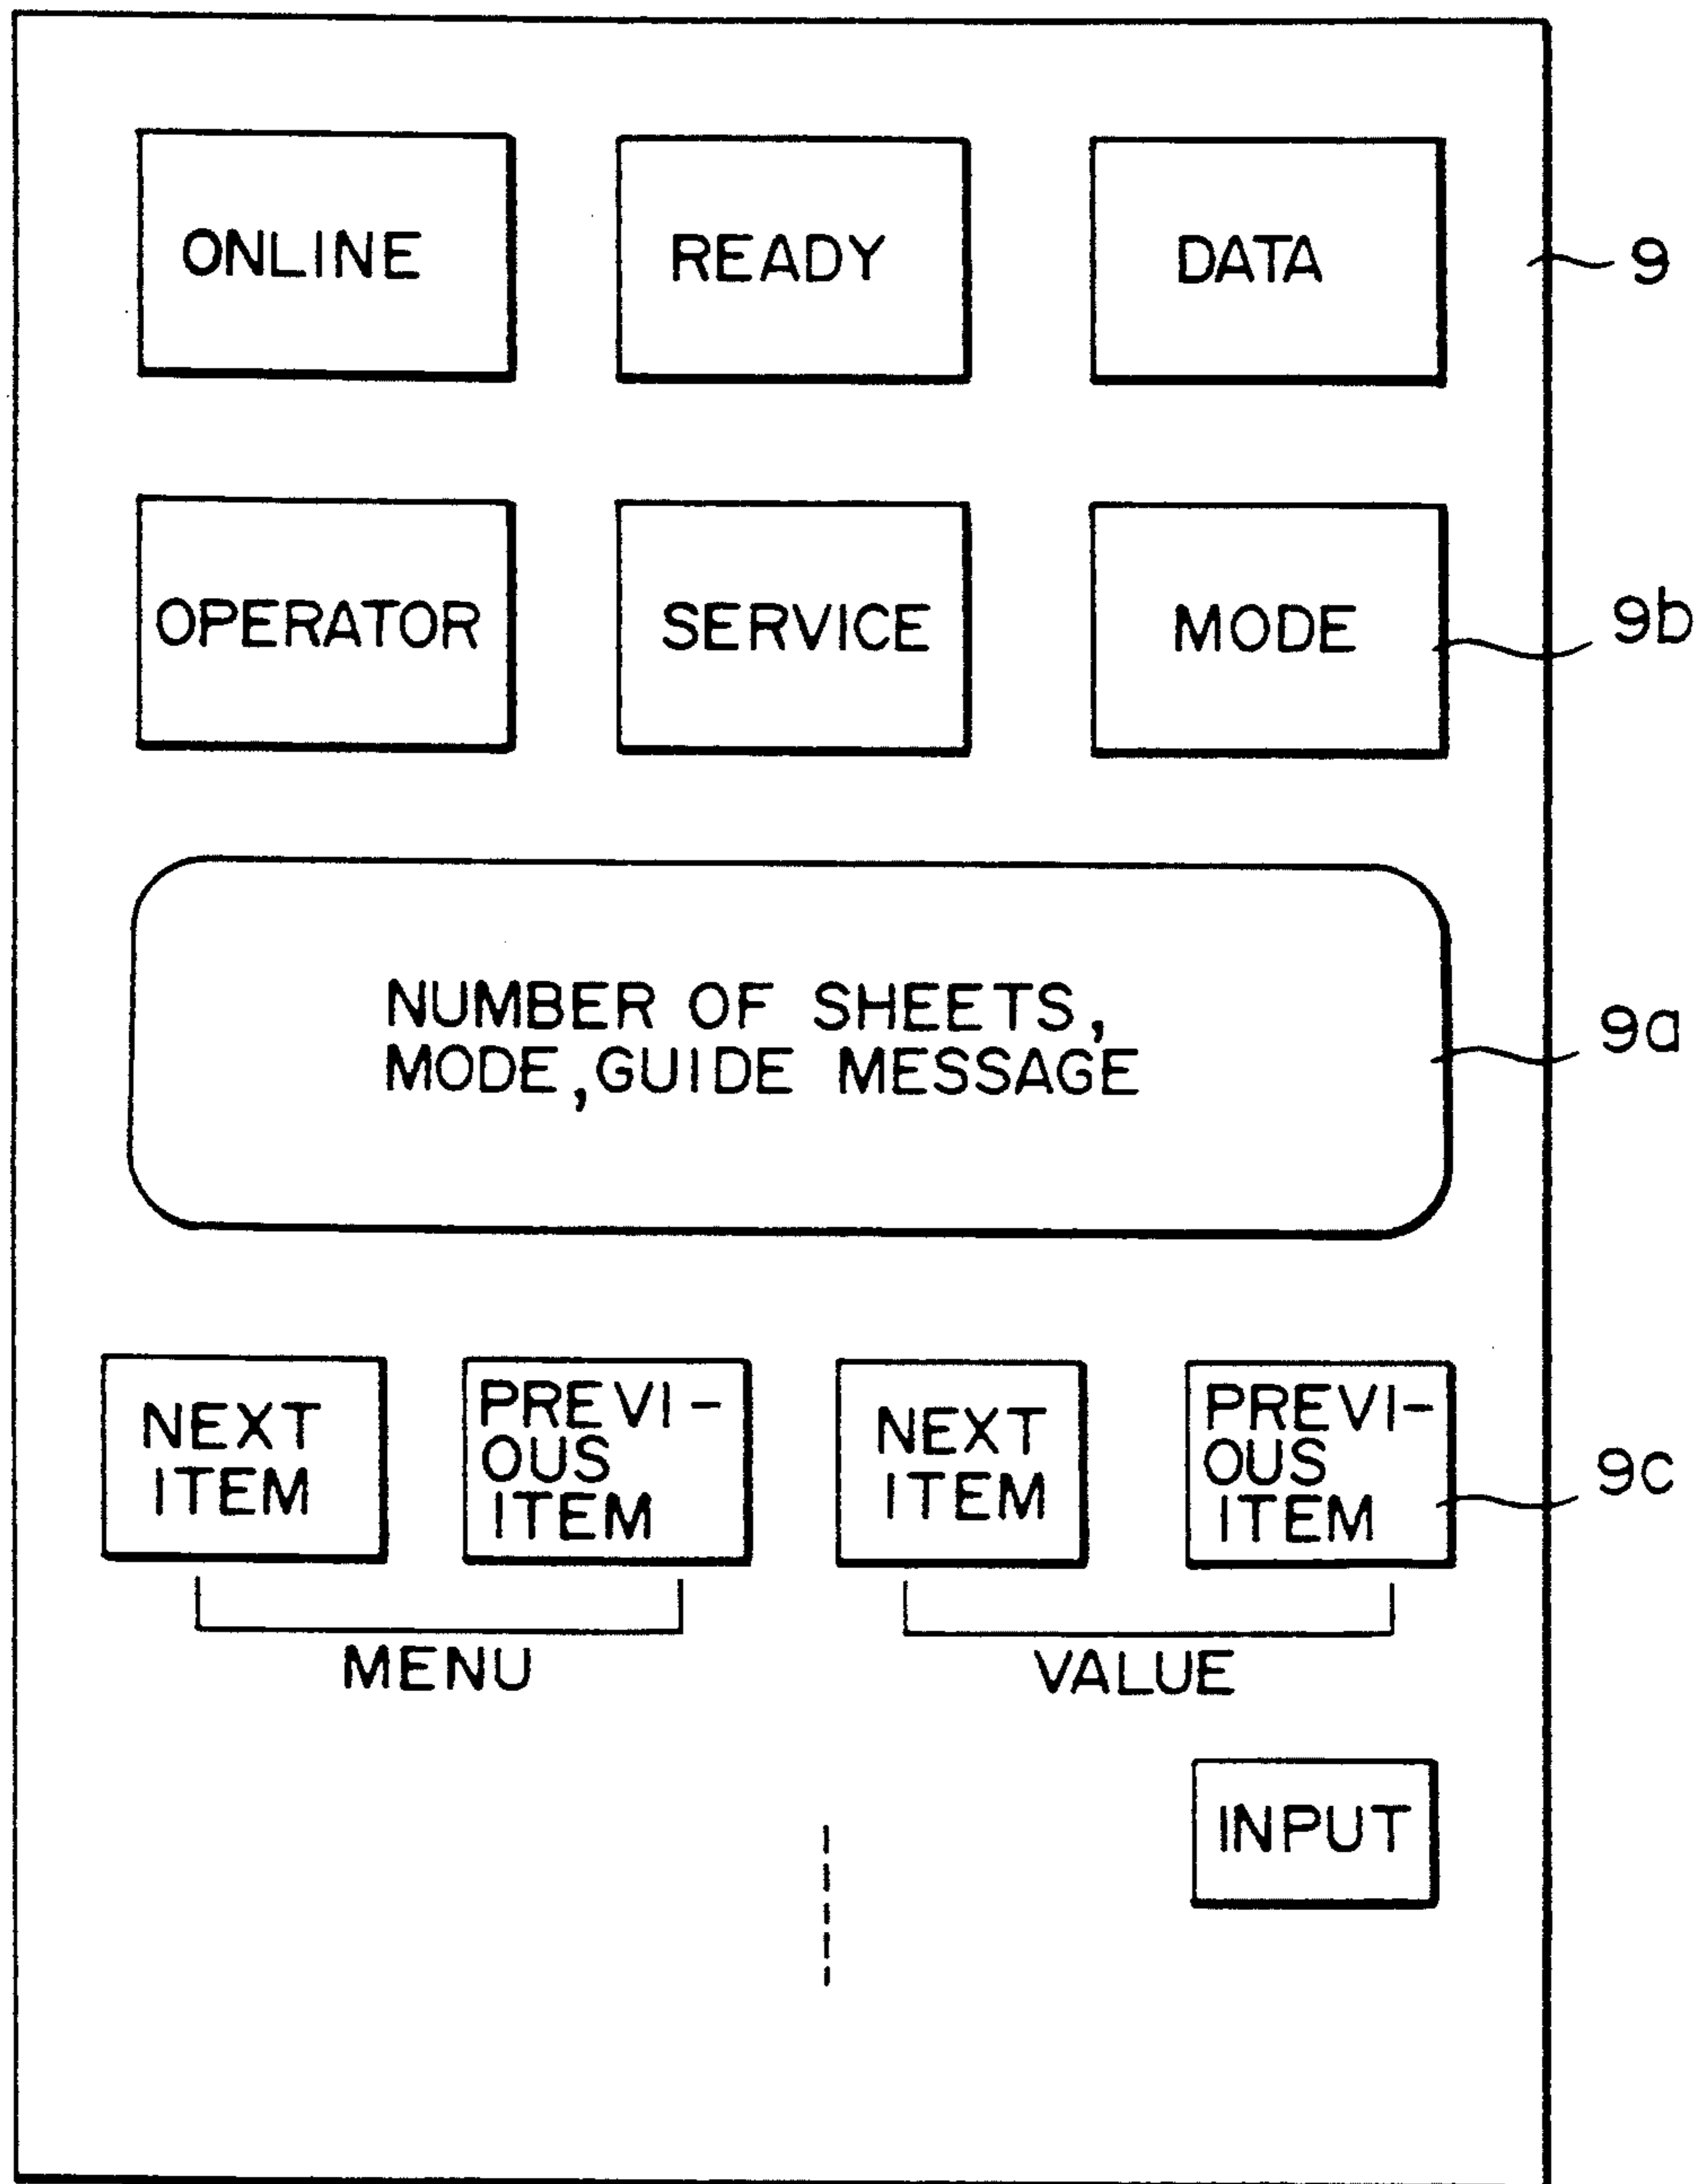 ONLINE READY DATA 9
OPERATOR SERVICE MODE 9b
NUMBER OF SHEETS,
MODE, GUIDE MESSAGE
9a
NEXT
ITEM
PREVI-
OUS
ITEM
NEXT
ITEM
PREVI-
OUS
ITEM
9c
MENU VALUE
INPUT